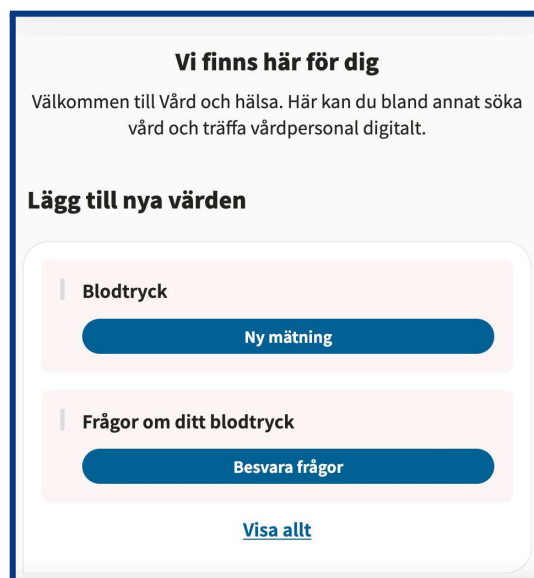 Vi finns här för dig
Välkommen till Vård och hälsa. Här kan du bland annat söka
vård och träffa vårdpersonal digitalt.
Lägg till nya värden
Blodtryck
Ny mätning
Frågor om ditt blodtryck
Besvara frågor
Visa allt